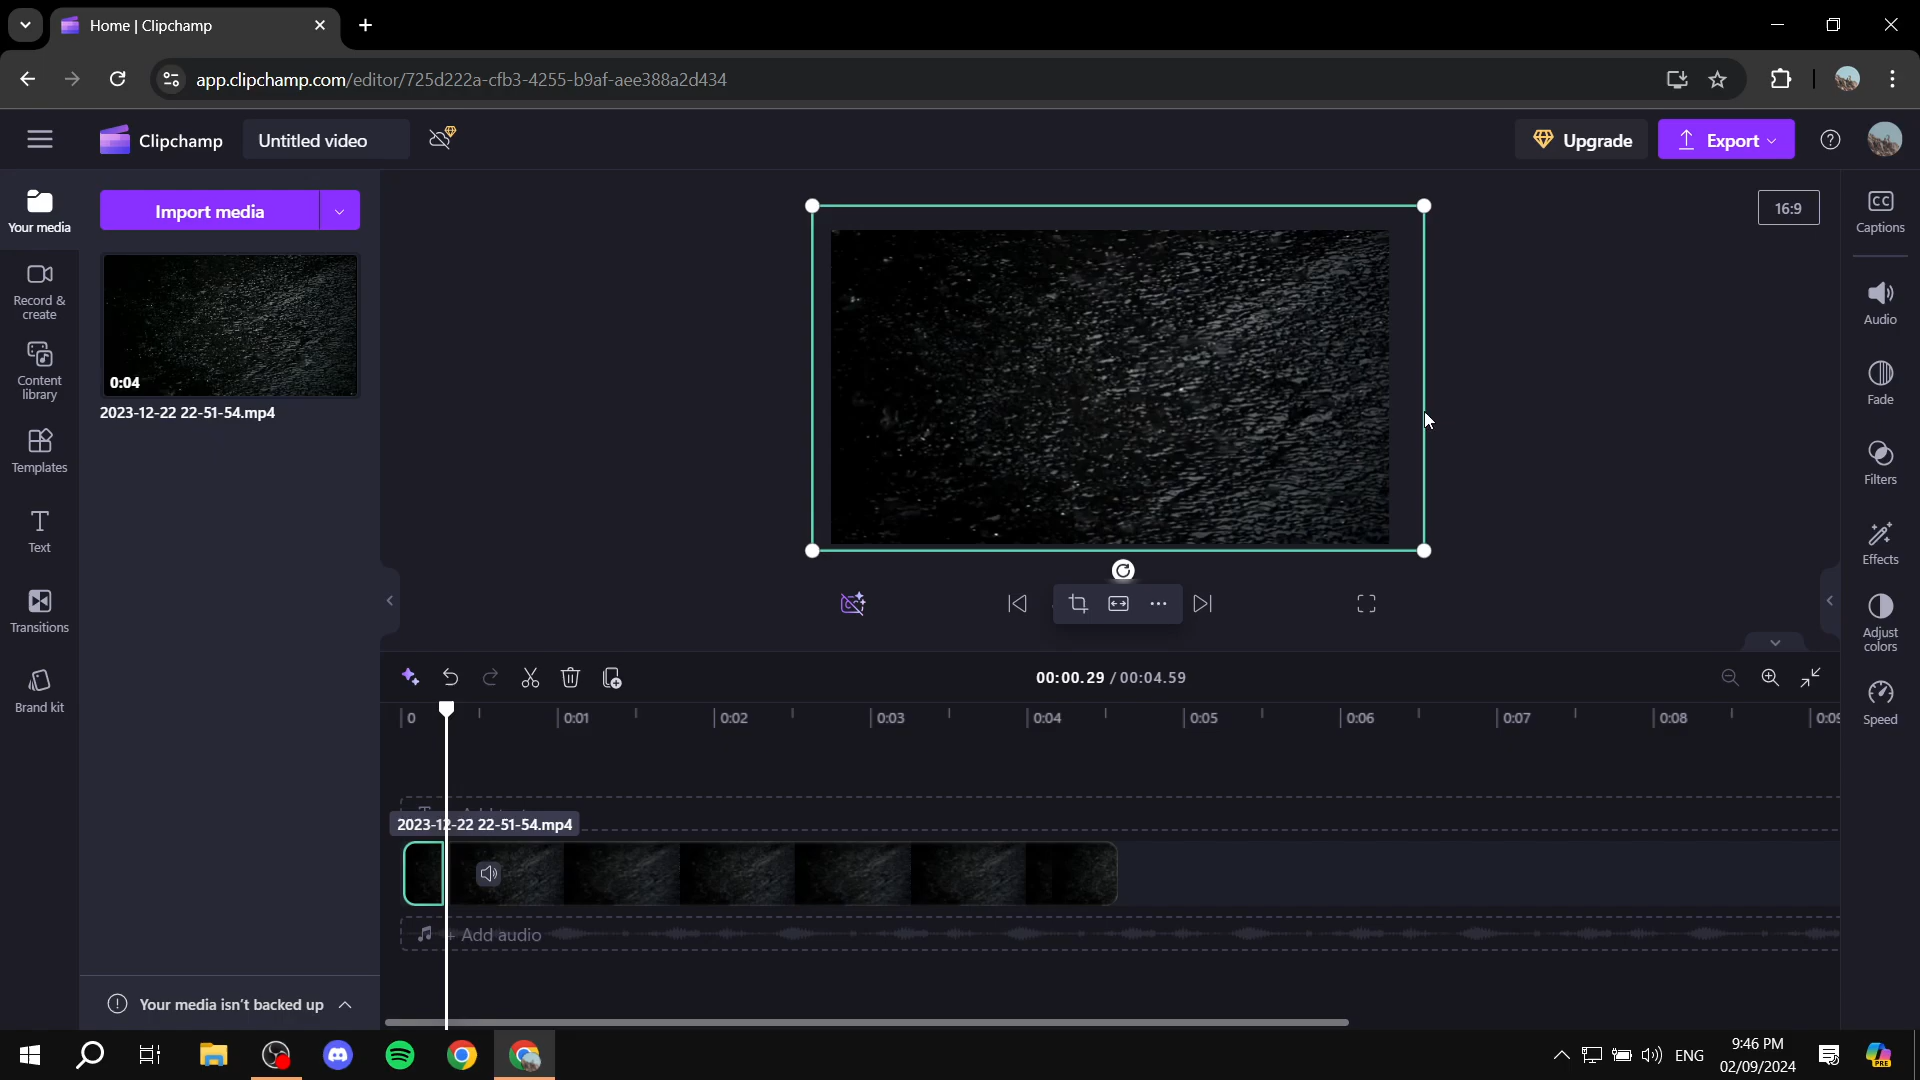 Home | Clipchamp
app.clipchamp.com/editor/725d222a-cfb3-4255-b9af-aee388a2d434
Clipchamp
Untitled video
Upgrade
Export
Your media
Import media
0:04
2023-12-22 22-51-54.mp4
Record &
create
Content
library
Templates
Text
Transitions
Brand kit
16:9
CC
Captions
Audio
Fade
Filters
Effects
Adjust
colors
Speed
00:00.29 / 00:04.59
0
0:01
0:02
0:03
0:04
0:05
0:06
0:07
0:08
0:09
2023-12-22 22-51-54.mp4
+ Add audio
Your media isn't backed up
ENG
9:46 PM
02/09/2024
PRE